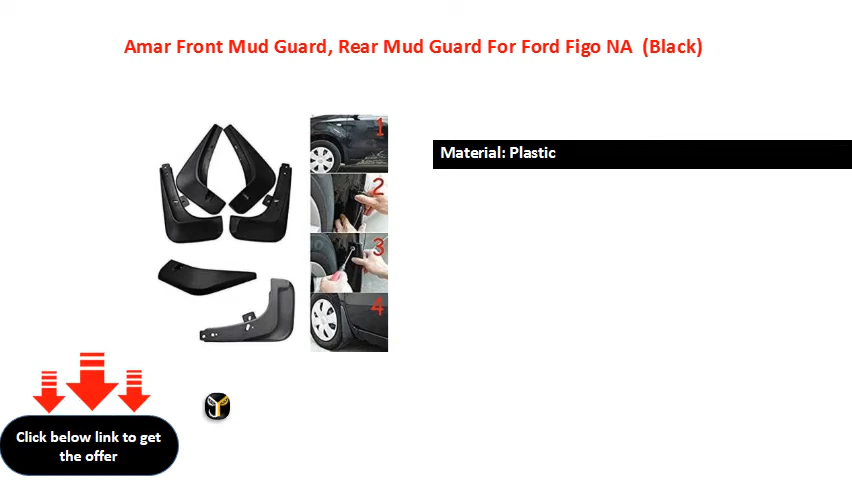 Amar Front Mud Guard, Rear Mud Guard For Ford Figo NA  (Black)
1
Material: Plastic
2
3
4
Click below link to get
the offer